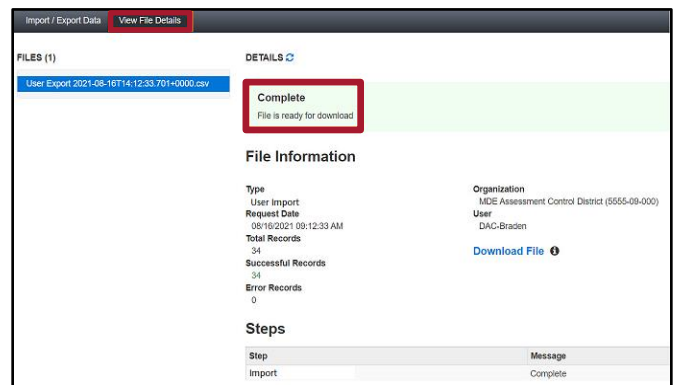 Import / Export Data View File Details
FILES (1)
User Export 2021-08-16T14:12:33.701+0000.csv
DETAILS
Complete
File is ready for download
File Information
Type
User Import
Request Date
08/16/2021 09:12:33 AM
Total Records
34
Successful Records
34
Error Records
0
Organization
MDE Assessment Control District (5555-09-000)
User
DAC-Braden
Download File
Steps
Step Message
Import Complete